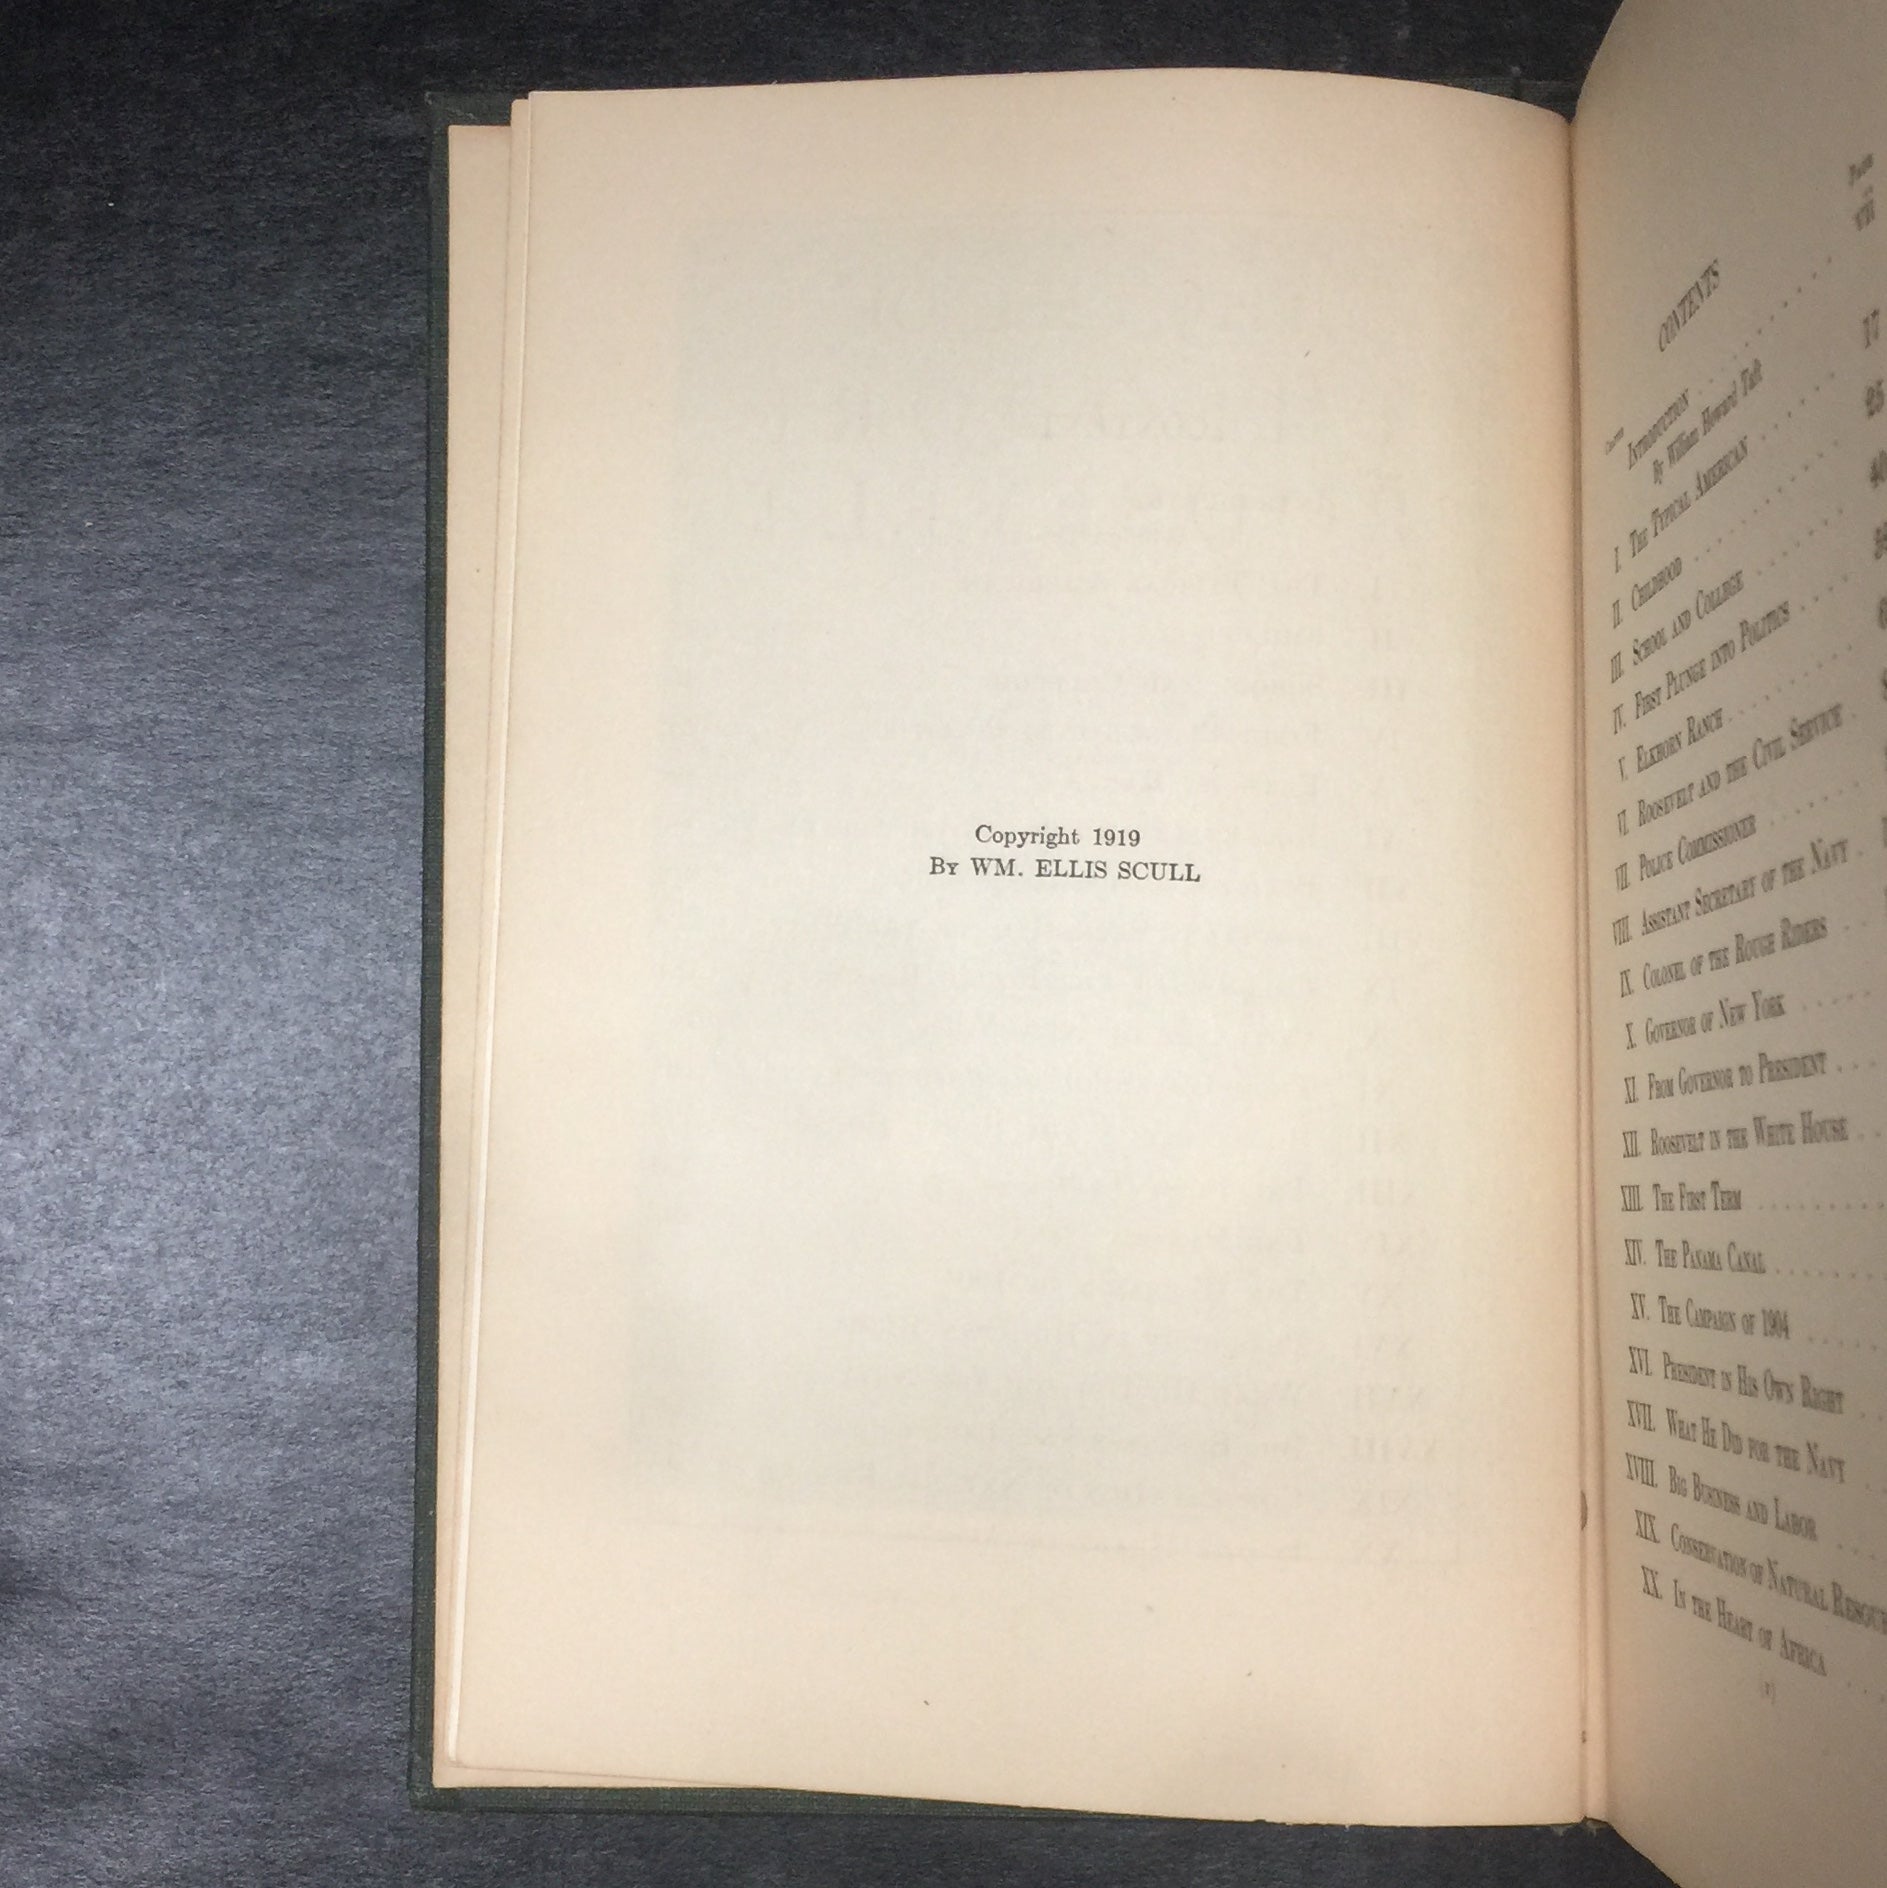 Copyright 1919
By WM. ELLIS SCULL
CONTENTS
PAGE
INTRODUCTION . . . . . . . . . . VII
By William Howard Taft
I. THE TYPICAL AMERICAN . . . . . 17
II. CHILDHOOD . . . . . . . . . . 25
III. SCHOOL AND COLLEGE . . . . .
IV. FIRST PLUNGE INTO POLITICS . . .
V. ELKHORN RANCH . . . . . . .
VI. ROOSEVELT AND THE CIVIL SERVICE .
VII. POLICE COMMISSIONER . . . . .
VIII. ASSISTANT SECRETARY OF THE NAVY .
IX. COLONEL OF THE ROUGH RIDERS . .
X. GOVERNOR OF NEW YORK . . . . .
XI. FROM GOVERNOR TO PRESIDENT . . .
XII. ROOSEVELT IN THE WHITE HOUSE . .
XIII. THE FIRST TERM . . . . . . . .
XIV. THE PANAMA CANAL . . . . . . .
XV. THE CAMPAIGN OF 1904 . . . . .
XVI. PRESIDENT IN HIS OWN RIGHT . .
XVII. WHAT HE DID FOR THE NAVY . .
XVIII. BIG BUSINESS AND LABOR . . . .
XIX. CONSERVATION OF NATURAL
XX. IN THE HEART OF AFRICA . . .
(v)